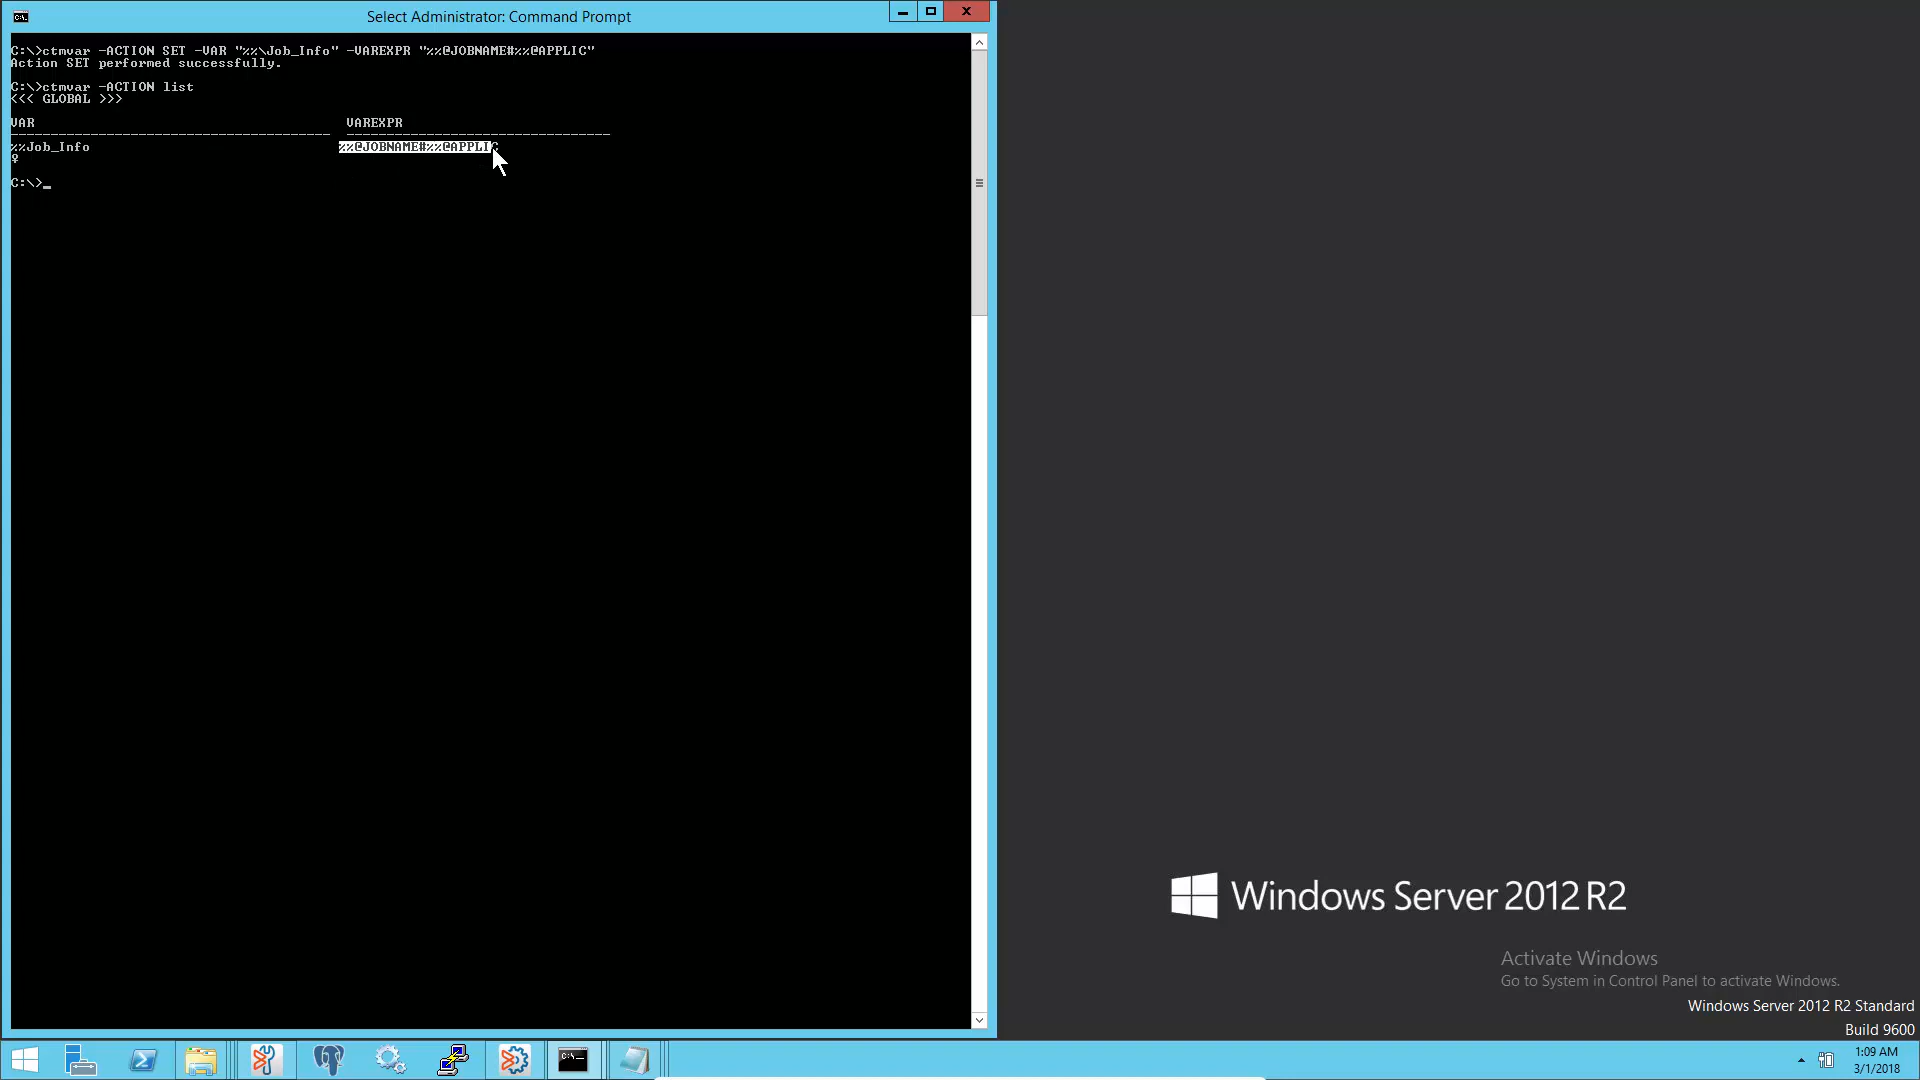 Select Administrator: Command Prompt
C:\>ctmvar -ACTION SET -VAR "%%\Job_Info" -VAREXPR "%%@JOBNAME#%%@APPLIC"
Action SET performed successfully.
C:\>ctmvar -ACTION list
<<< GLOBAL >>>
VAR VAREXPR
---------------------------------------- ---------------------------------
%%Job_Info %%@JOBNAME#%%@APPLIC
♀
C:\>_
Windows Server 2012 R2
Activate Windows
Go to System in Control Panel to activate Windows.
Windows Server 2012 R2 Standard
Build 9600
1:09 AM
3/1/2018